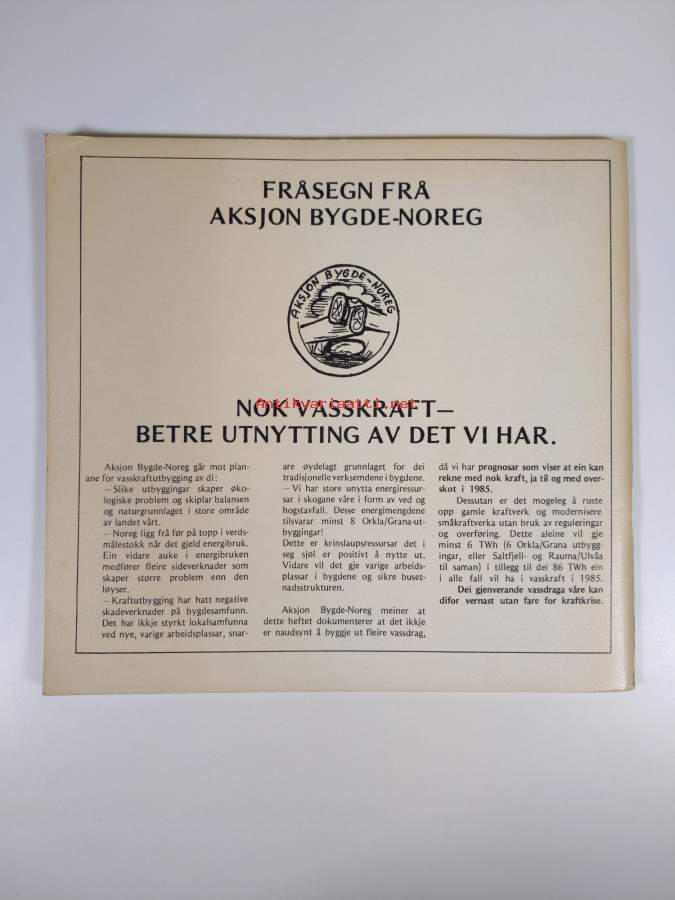 FRÅSEGN FRÅ
AKSJON BYGDE-NOREG
AKSJON BYGDE-NOREG
Antikvariaatti.net
NOK VASSKRAFT—
BETRE UTNYTTING AV DET VI HAR.
Aksjon Bygde-Noreg går mot plan-
ane for vasskraftutbygging av di:
— Slike utbyggingar skaper øko-
logiske problem og skiplar balansen
og naturgrunnlaget i store område
av landet vårt.
— Noreg ligg frå før på topp i verds-
målestokk når det gjeld energibruk.
Ein vidare auke i energibruken
medfører fleire sideverknader som
skaper større problem enn den
løyser.
— Kraftutbygging har hatt negative
skadeverknader på bygdesamfunn.
Det har ikkje styrkt lokalsamfunna
ved nye, varige arbeidsplassar, snar-
are øydelagt grunnlaget for dei
tradisjonelle verksemdene i bygdene.
— Vi har store unytta energiressur-
sar i skogane våre i form av ved og
hogstavfall. Desse energimengdene
tilsvarar minst 8 Orkla/Grana-ut-
byggingar!
Dette er krinslaupsressursar det i
seg sjøl er positivt å nytte ut.
Vidare vil det gje varige arbeids-
plassar i bygdene og sikre buset-
nadsstrukturen.
Aksjon Bygde-Noreg meiner at
dette heftet dokumenterer at det ikkje
er naudsynt å byggje ut fleire vassdrag,
då vi har prognosar som viser at ein kan
rekne med nok kraft, ja til og med over-
skot i 1985.
Dessutan er det mogeleg å ruste
opp gamle kraftverk og modernisere
småkraftverka utan bruk av reguleringar
og overføring. Dette aleine vil gje
minst 6 TWh (6 Orkla/Grana utbygg-
ingar, eller Saltfjell- og Rauma/Ulvåa
til saman) i tillegg til dei 86 TWh ein
i alle fall vil ha i vasskraft i 1985.
Dei gjenverande vassdraga våre kan
difor vernast utan fare for kraftkrise.